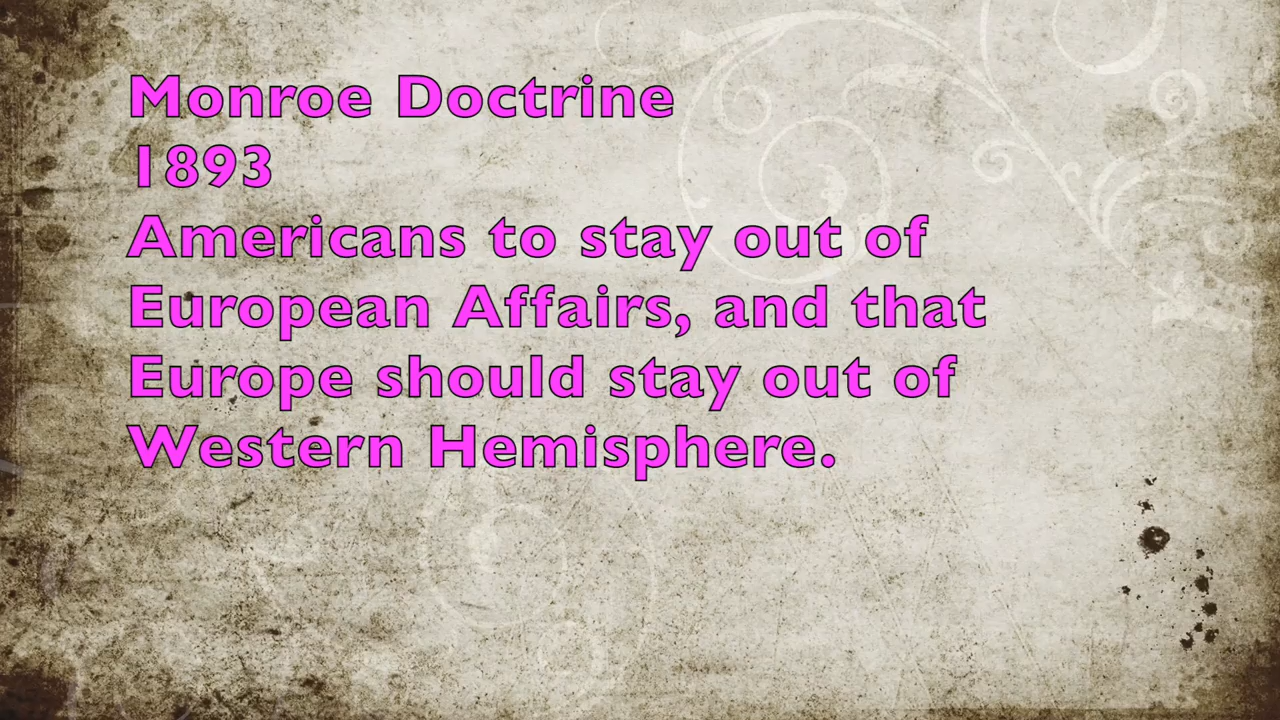 Monroe Doctrine
1893
Americans to stay out of
European Affairs, and that
Europe should stay out of
Western Hemisphere.